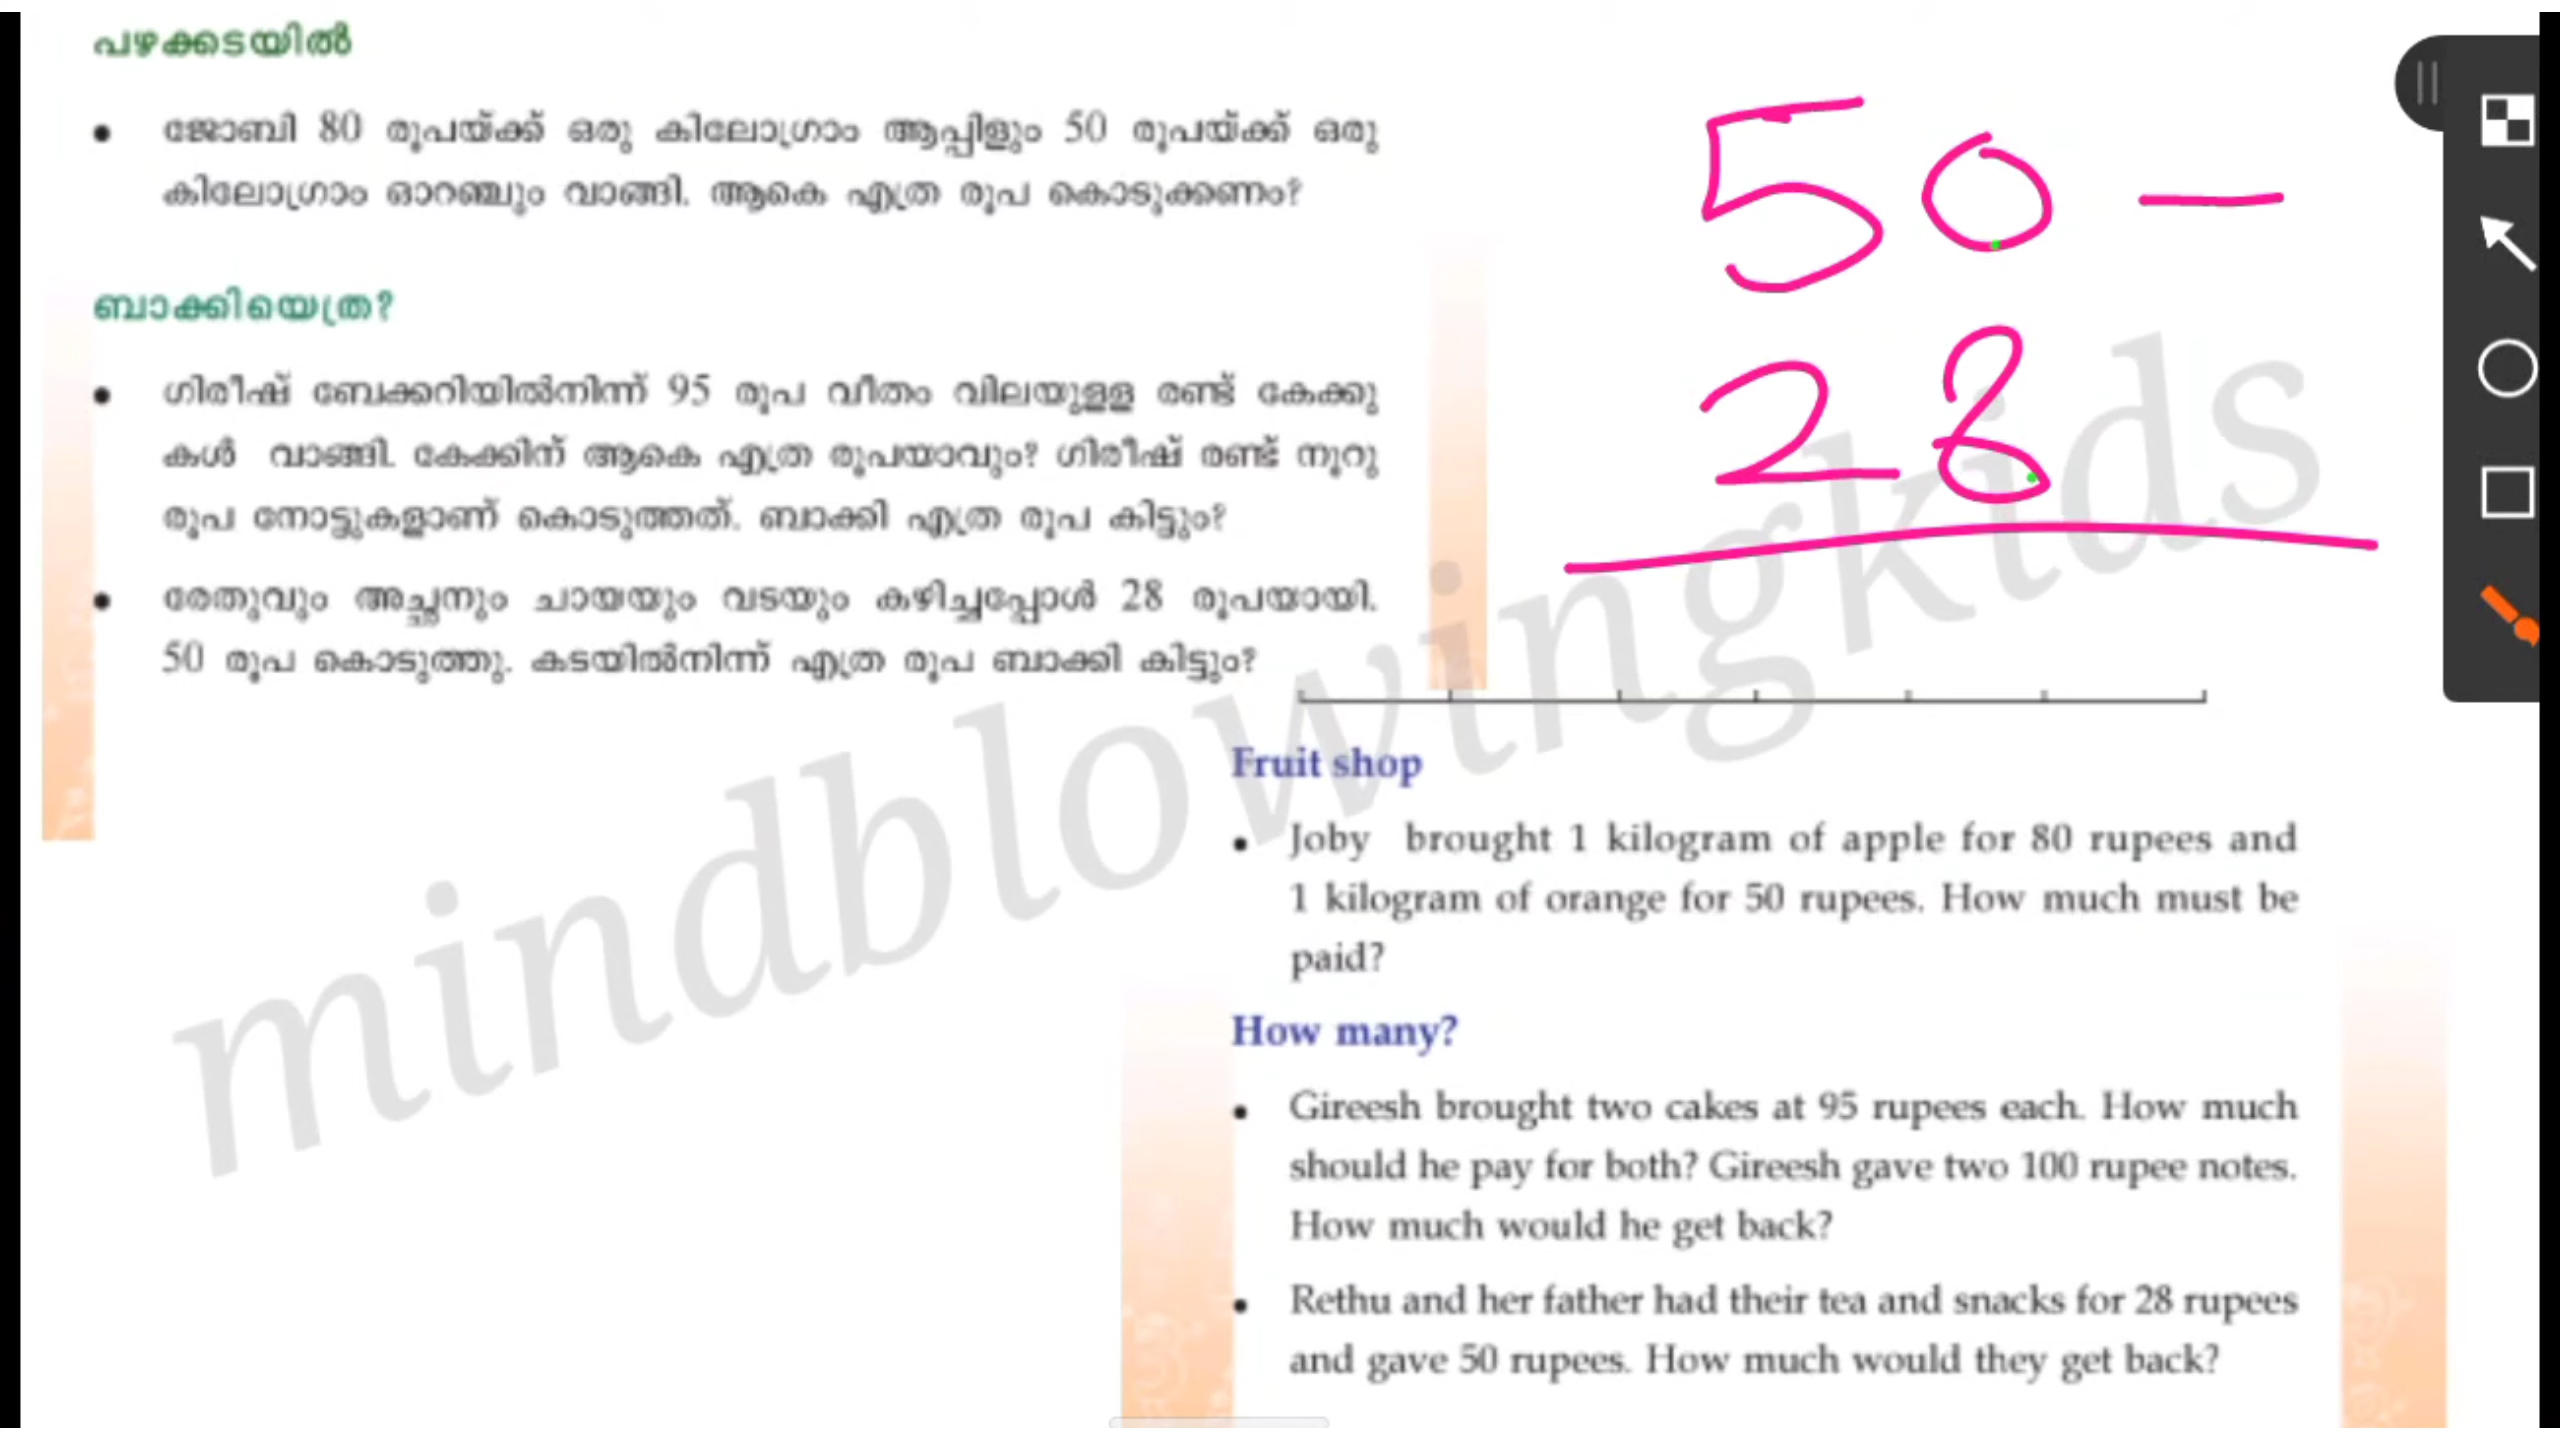 പഴക്കടയിൽ
• ജോബി 80 രൂപയ്ക്ക് ഒരു കിലോഗ്രാം ആപ്പിളും 50 രൂപയ്ക്ക് ഒരു
കിലോഗ്രാം ഓറഞ്ചും വാങ്ങി. ആകെ എത്ര രൂപ കൊടുക്കണം?
ബാക്കിയെത്ര?
• ഗിരീഷ് ബേക്കറിയിൽനിന്ന് 95 രൂപ വീതം വിലയുളള രണ്ട് കേക്കു
കൾ വാങ്ങി. കേക്കിന് ആകെ എത്ര രൂപയാവും? ഗിരീഷ് രണ്ട് നൂറു
രൂപ നോട്ടുകളാണ് കൊടുത്തത്. ബാക്കി എത്ര രൂപ കിട്ടും?
• രേതുവും അച്ഛനും ചായയും വടയും കഴിച്ചപ്പോൾ 28 രൂപയായി.
50 രൂപ കൊടുത്തു. കടയിൽനിന്ന് എത്ര രൂപ ബാക്കി കിട്ടും?
50 -
28
mindblowingkids
Fruit shop
• Joby brought 1 kilogram of apple for 80 rupees and
1 kilogram of orange for 50 rupees. How much must be
paid?
How many?
• Gireesh brought two cakes at 95 rupees each. How much
should he pay for both? Gireesh gave two 100 rupee notes.
How much would he get back?
• Rethu and her father had their tea and snacks for 28 rupees
and gave 50 rupees. How much would they get back?